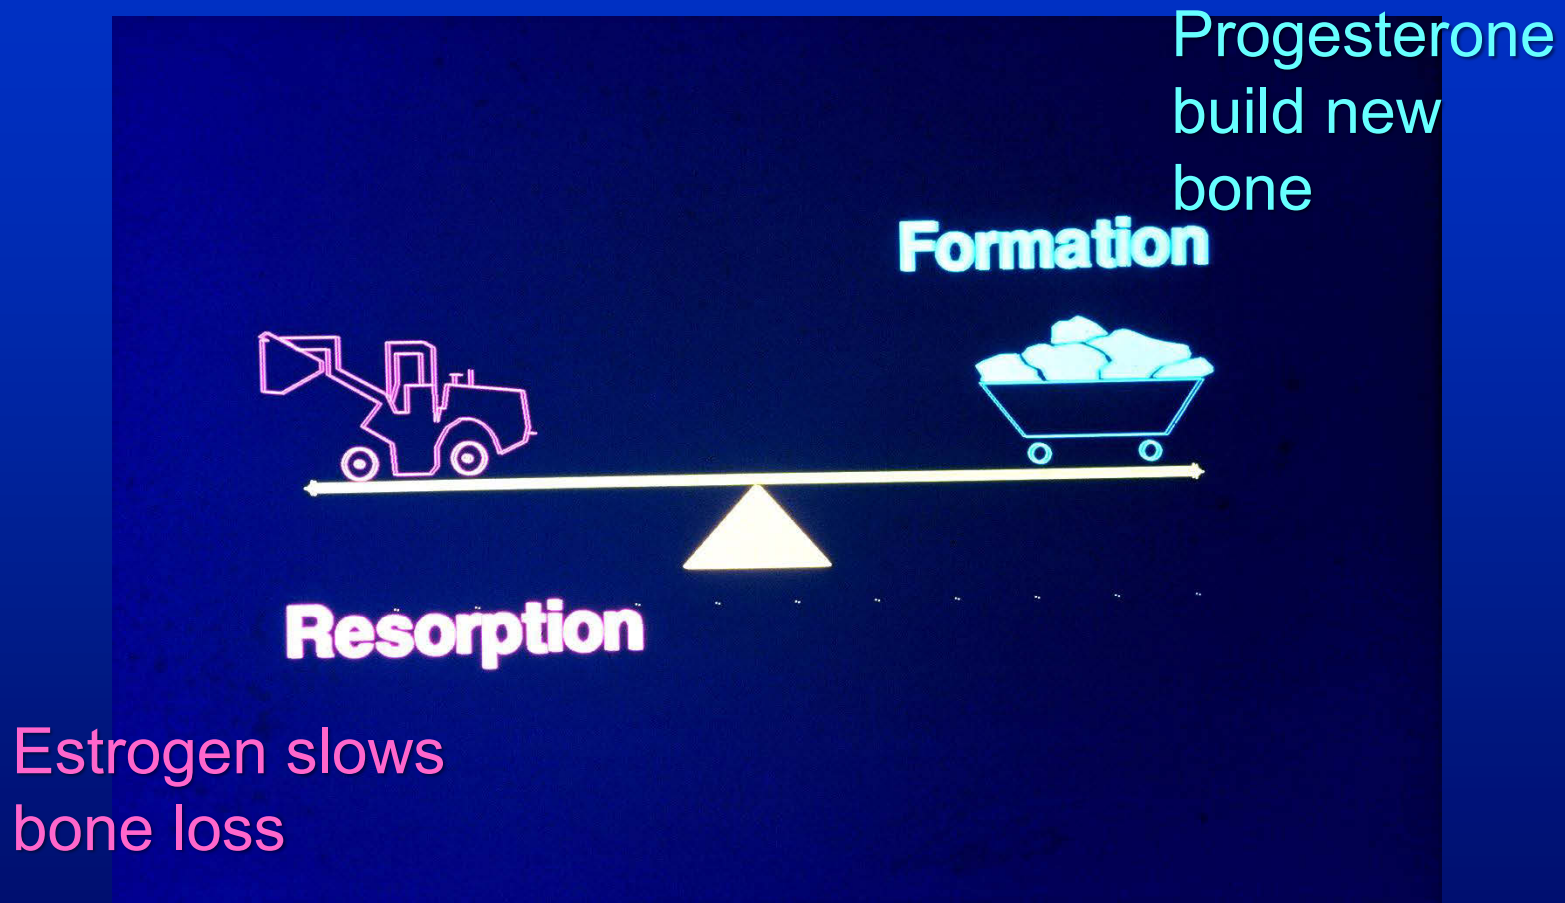 Progesterone
build new
bone
Formation
Resorption
Estrogen slows
bone loss